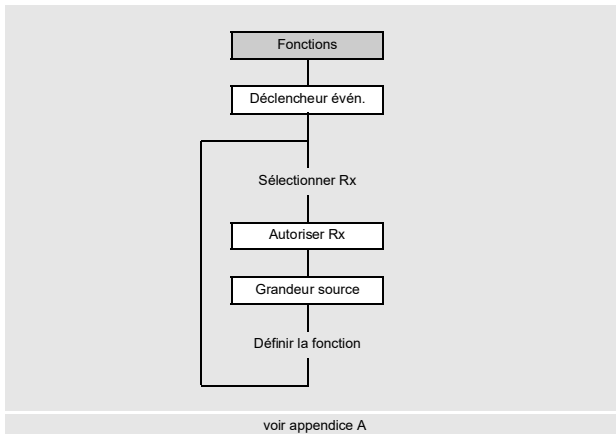 Fonctions
Déclencheur évén.
Sélectionner Rx
Autoriser Rx
Grandeur source
Définir la fonction
voir appendice A